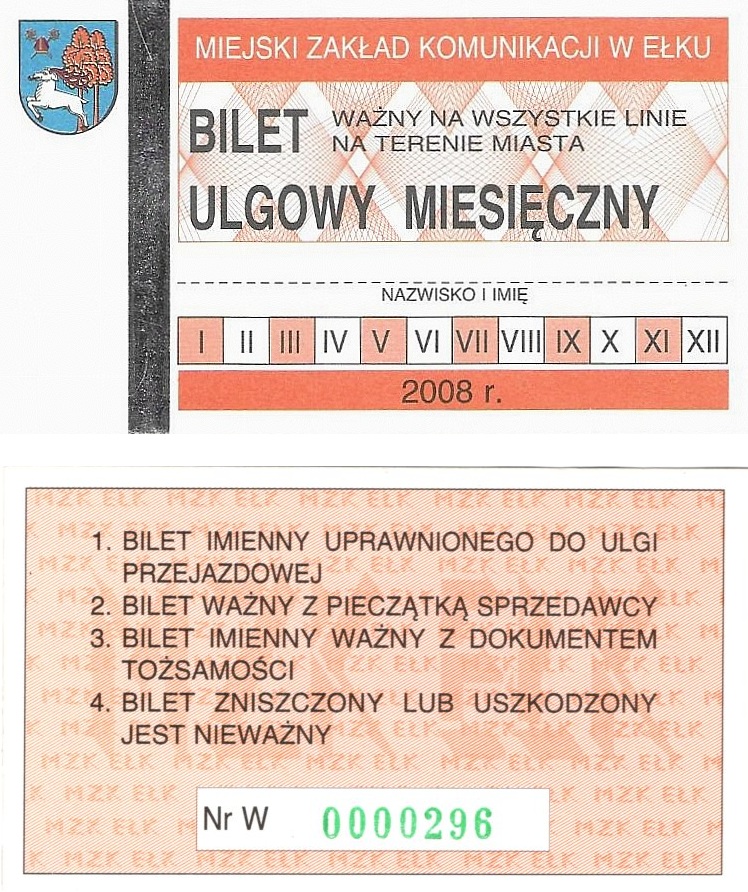 MIEJSKI ZAKŁAD KOMUNIKACJI W EŁKU
BILET WAŻNY NA WSZYSTKIE LINIE
NA TERENIE MIASTA
ULGOWY MIESIĘCZNY
NAZWISKO I IMIĘ
I II III IV V VI VII VIII IX X XI XII
2008 r.
1. BILET IMIENNY UPRAWNIONEGO DO ULGI
PRZEJAZDOWEJ
2. BILET WAŻNY Z PIECZĄTKĄ SPRZEDAWCY
3. BILET IMIENNY WAŻNY Z DOKUMENTEM
TOŻSAMOŚCI
4. BILET ZNISZCZONY LUB USZKODZONY
JEST NIEWAŻNY
Nr W 0000296